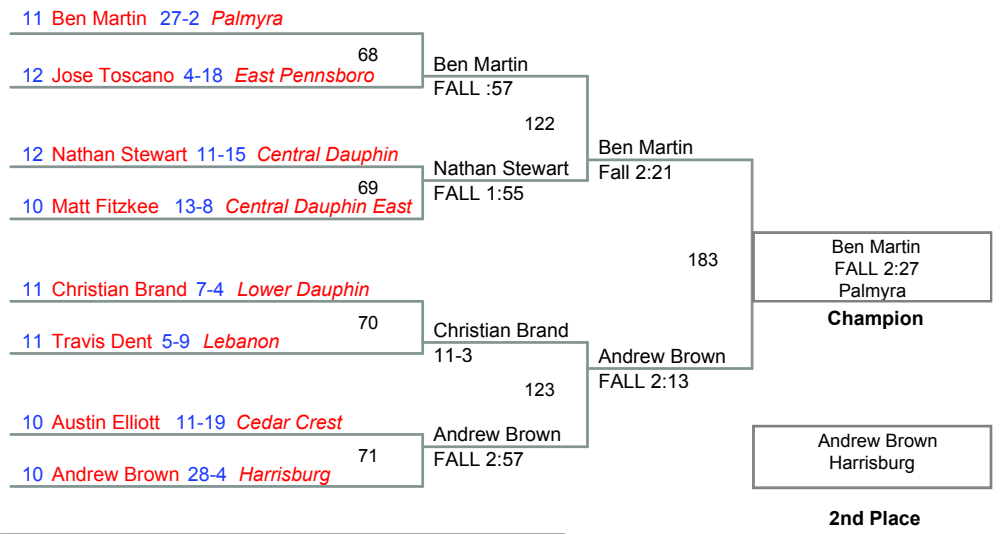 11 Ben Martin 27-2 Palmyra
68
12 Jose Toscano 4-18 East Pennsboro
Ben Martin
FALL :57
122
12 Nathan Stewart 11-15 Central Dauphin
69
10 Matt Fitzkee 13-8 Central Dauphin East
Nathan Stewart
FALL 1:55
Ben Martin
Fall 2:21
183
11 Christian Brand 7-4 Lower Dauphin
70
11 Travis Dent 5-9 Lebanon
Christian Brand
11-3
123
10 Austin Elliott 11-19 Cedar Crest
71
10 Andrew Brown 28-4 Harrisburg
Andrew Brown
FALL 2:57
Andrew Brown
FALL 2:13
Ben Martin
FALL 2:27
Palmyra
Champion
Andrew Brown
Harrisburg
2nd Place